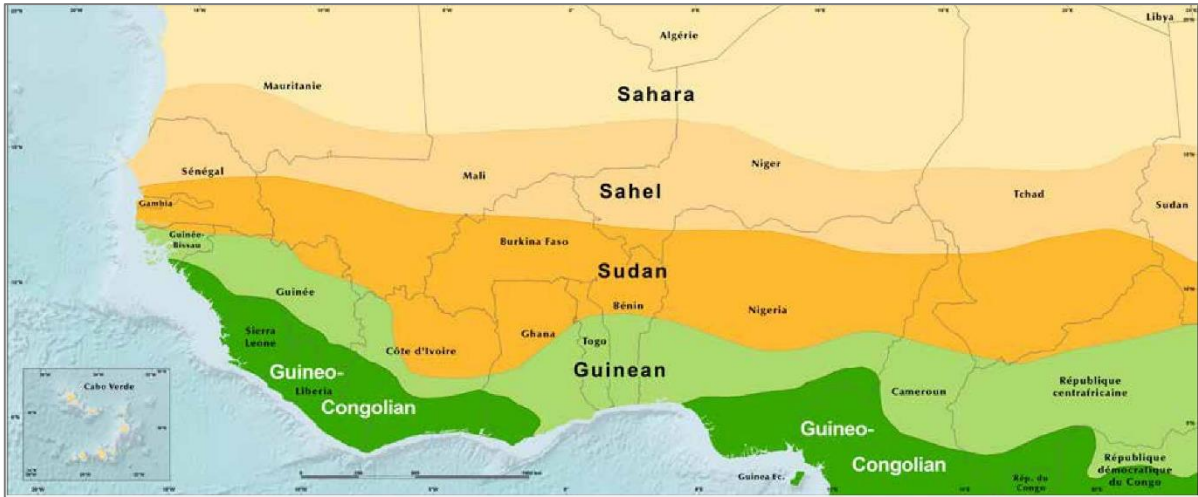 Libya
Algérie
Mauritanie
Sahara
Sénégal
Mali
Niger
Sahel
Tchad
Sudan
Gambia
Guinée-
Bissau
Burkina Faso
Sudan
Guinée
Bénin
Nigeria
Sierra
Leone
Côte d'Ivoire
Ghana
Togo
Guineo-
Guinean
Liberia
Congolian
Cameroun
République
centrafricaine
Cabo Verde
Guineo-
Congolian
Guinea Ec.
Rép. du
Congo
République
démocratique
du Congo